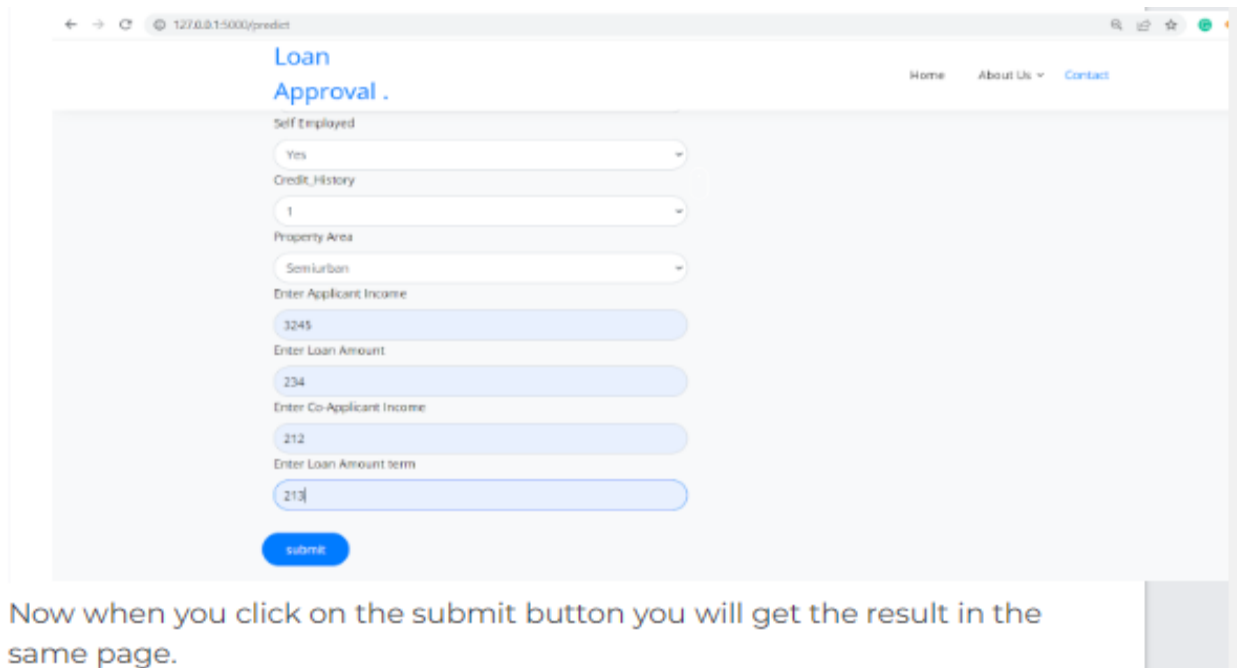 127.0.0.1:5000/predict
Loan
Approval .
Home About Us Contact
Self Employed
Yes
Credit_History
1
Property Area
Semiurban
Enter Applicant Income
3245
Enter Loan Amount
234
Enter Co-Applicant Income
212
Enter Loan Amount term
213
submit
Now when you click on the submit button you will get the result in the
same page.